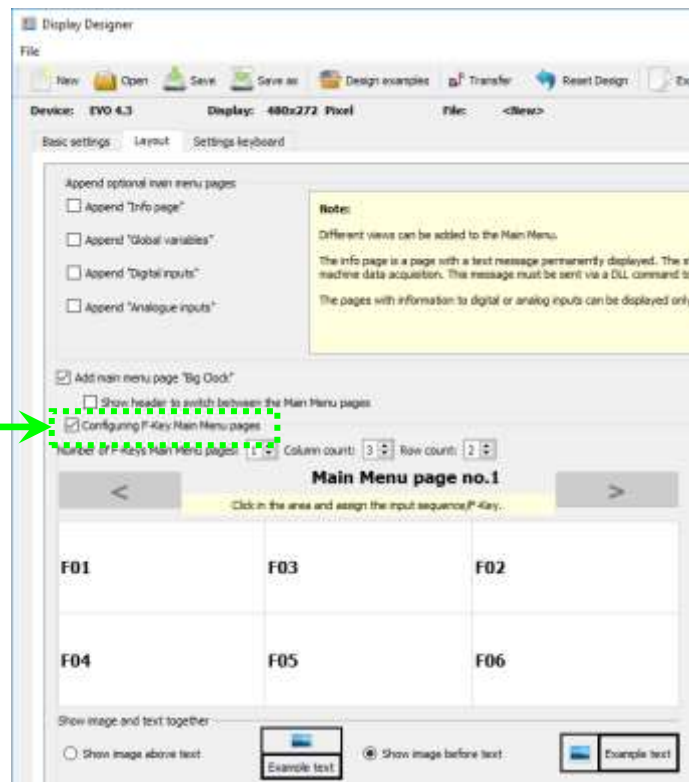 Display Designer
File
New Open Save Save as Design examples Transfer Reset Design Ex
Device: EVO 4.3 Display: 480x272 Pixel File: <New>
Basic settings Layout Settings keyboard
Append optional main menu pages
Append "Info page"
Append "Global variables"
Append "Digital inputs"
Append "Analogue inputs"
Note:
Different views can be added to the Main Menu.
The info page is a page with a text message permanently displayed. The s
machine data acquisition. The message must be sent via a DLL command t
The pages with information to digital or analog inputs can be displayed only
Add main menu page "Big Clock"
Show header to switch between the Main Menu pages
Configuring F-Key Main Menu pages
Number of F-Keys Main Menu pages: 1 Column count: 3 Row count: 2
< Main Menu page no.1 >
Click in the area and assign the input sequence/F-Key.
F01 F03 F02
F04 F05 F06
Show image and text together
Show image above text Example text Show image before text Example text